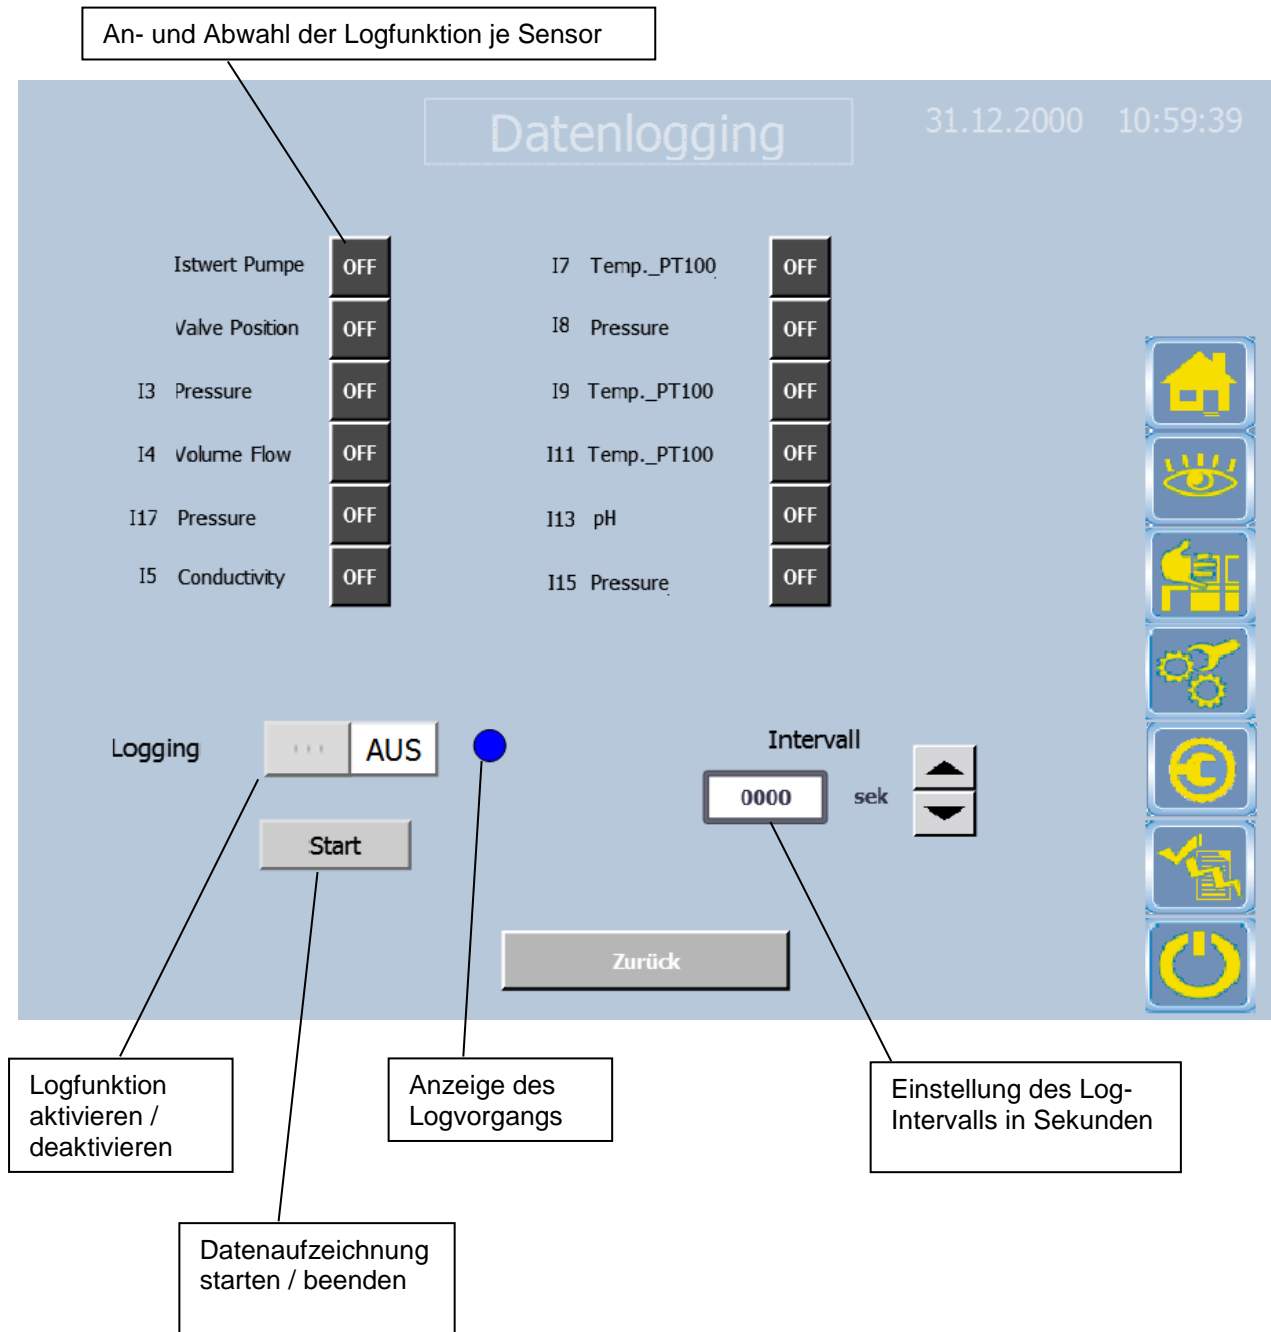 An- und Abwahl der Logfunktion je Sensor
Datenlogging
31.12.2000 10:59:39
Istwert Pumpe OFF
Valve Position OFF
I3 Pressure OFF
I4 Volume Flow OFF
I17 Pressure OFF
I5 Conductivity OFF
I7 Temp._PT100 OFF
I8 Pressure OFF
I9 Temp._PT100 OFF
I11 Temp._PT100 OFF
I13 pH OFF
I15 Pressure OFF
Logging AUS
Start
Intervall
0000 sek
Zurück
Logfunktion
aktivieren /
deaktivieren
Anzeige des
Logvorgangs
Einstellung des Log-
Intervalls in Sekunden
Datenaufzeichnung
starten / beenden